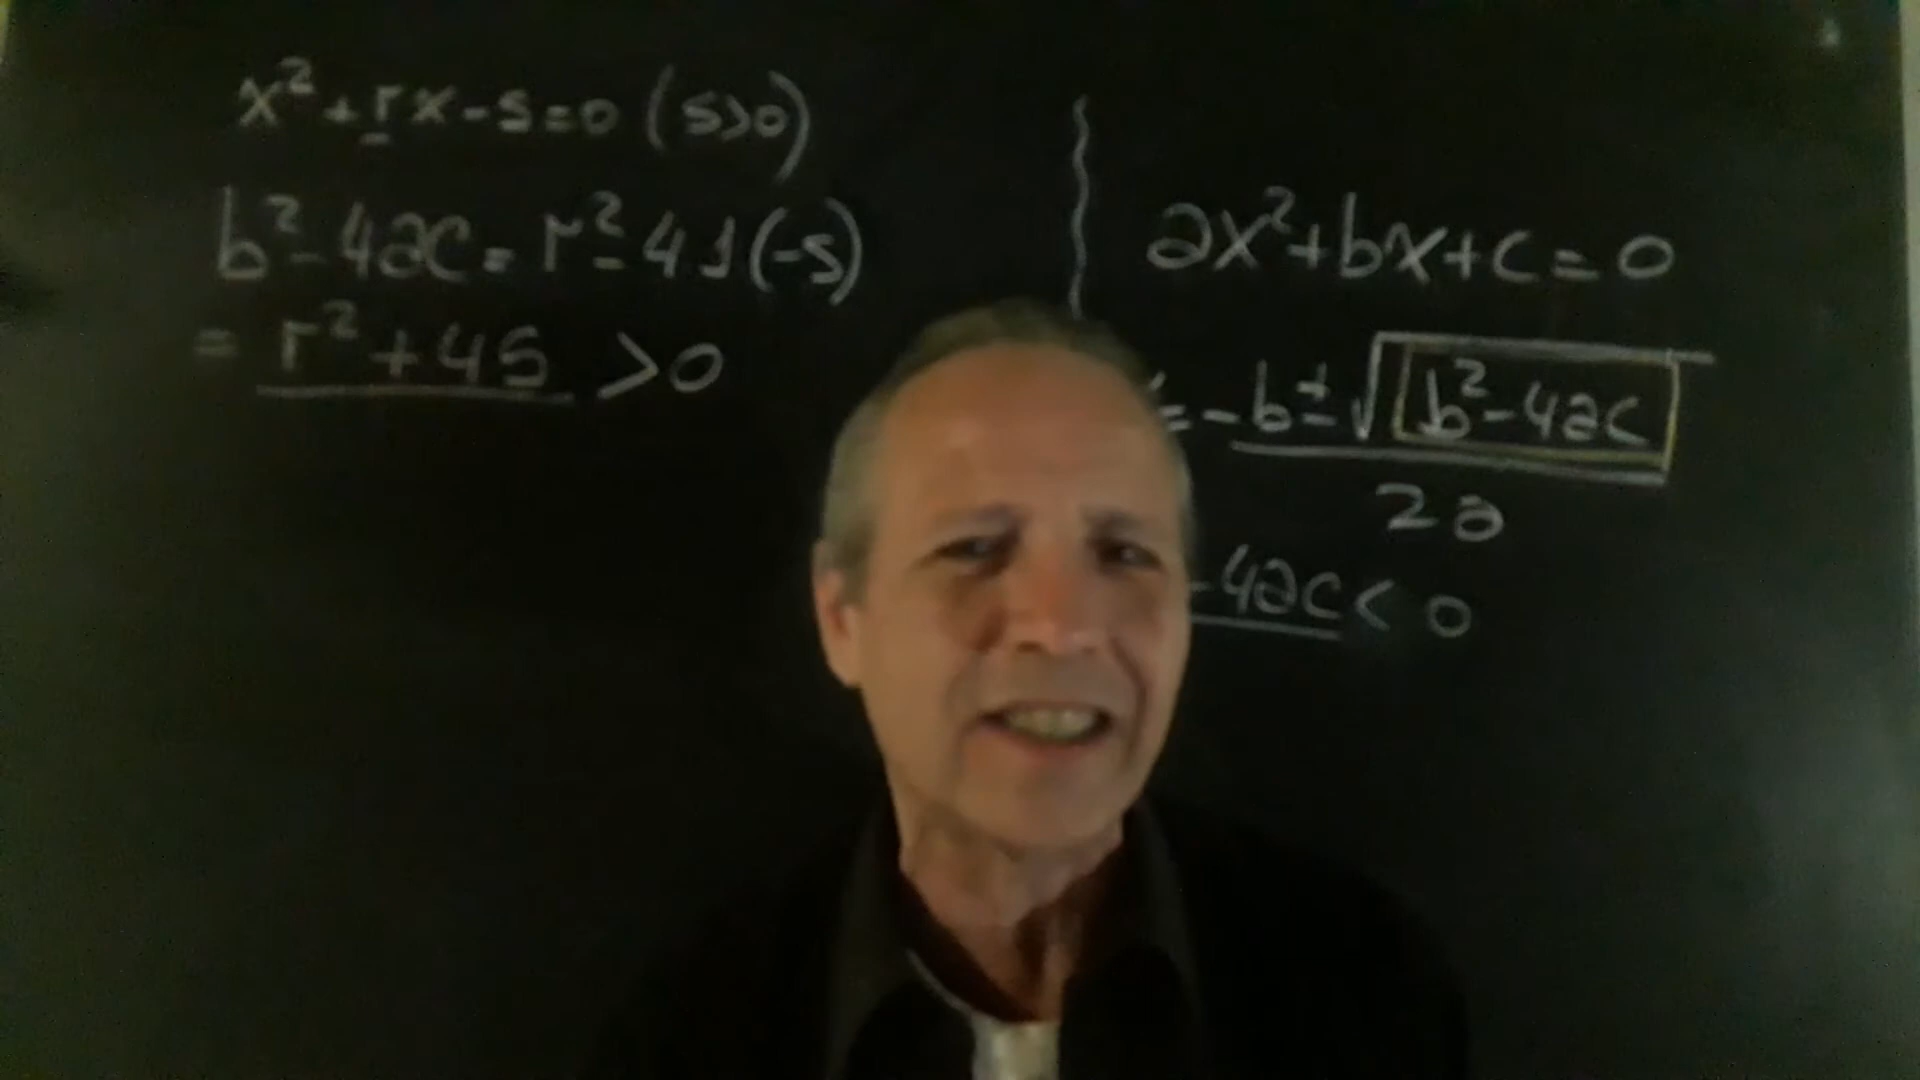 x²+rx-s=0 (s>0)
b²-4ac=r²-4·1(-s)
= r²+4s >0
ax²+bx+c=0
= -b±√b²-4ac
2a
-4ac< 0